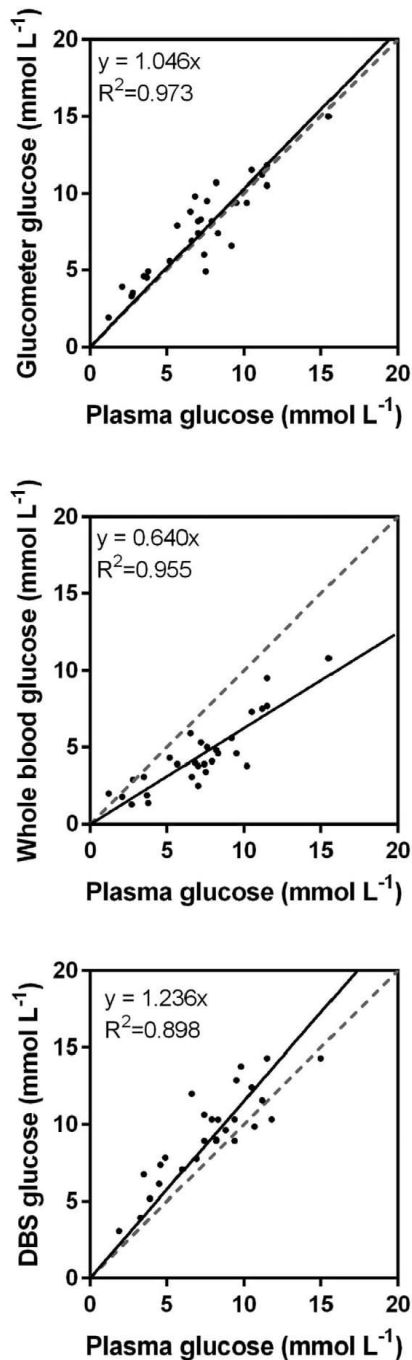 20
15
10
5
0
Glucometer glucose (mmol L⁻¹)
y = 1.046x
R²=0.973
0 5 10 15 20
Plasma glucose (mmol L⁻¹)
20
15
10
5
0
Whole blood glucose (mmol L⁻¹)
y = 0.640x
R²=0.955
0 5 10 15 20
Plasma glucose (mmol L⁻¹)
20
15
10
5
0
DBS glucose (mmol L⁻¹)
y = 1.236x
R²=0.898
0 5 10 15 20
Plasma glucose (mmol L⁻¹)